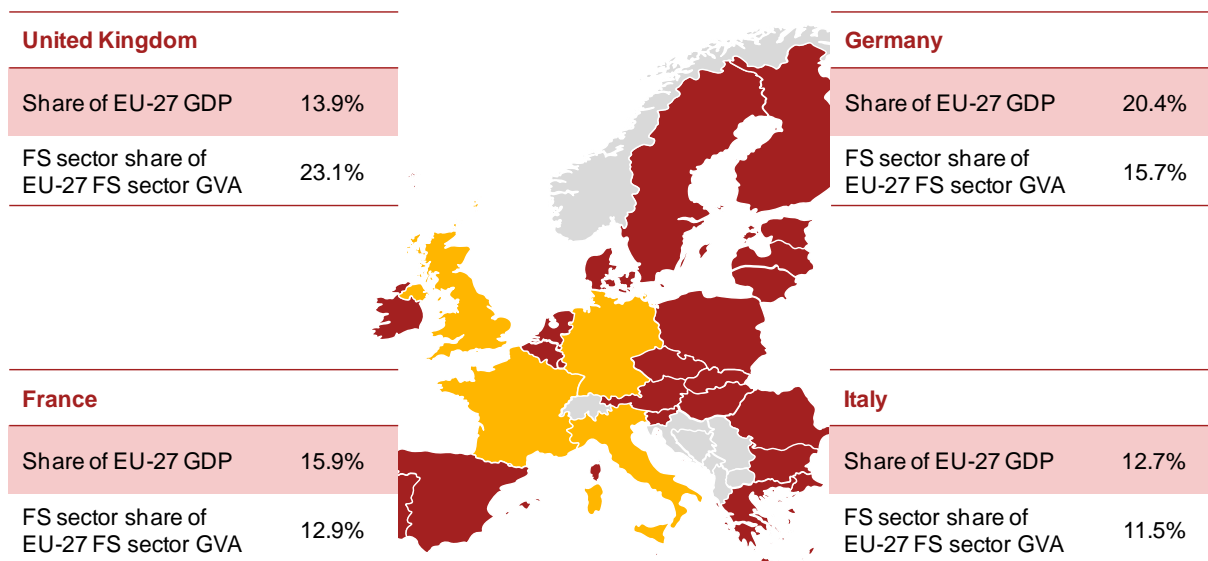 United Kingdom
Share of EU-27 GDP 13.9%
FS sector share of
EU-27 FS sector GVA 23.1%
Germany
Share of EU-27 GDP 20.4%
FS sector share of
EU-27 FS sector GVA 15.7%
France
Share of EU-27 GDP 15.9%
FS sector share of
EU-27 FS sector GVA 12.9%
Italy
Share of EU-27 GDP 12.7%
FS sector share of
EU-27 FS sector GVA 11.5%